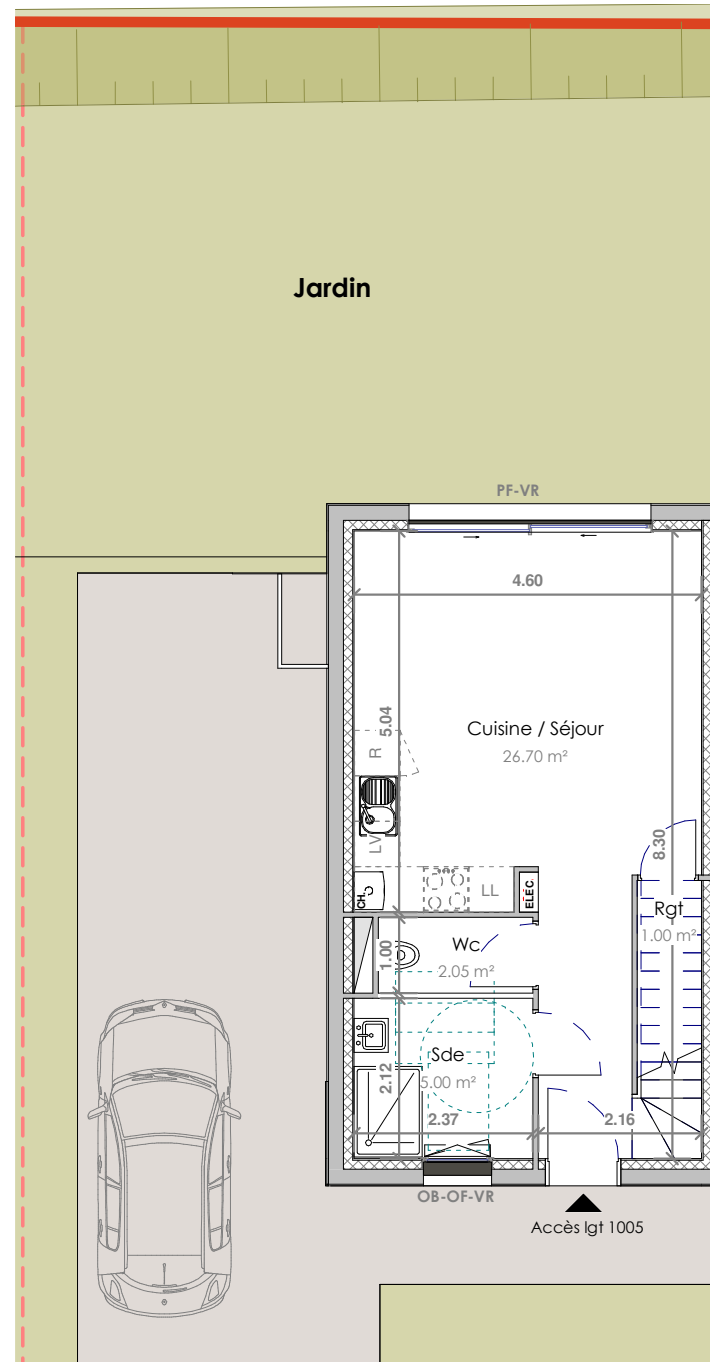 Jardin
PF-VR
4.60
5.04
Cuisine / Séjour
26.70 m²
R
LV
8.30
CH.
LL
ELÉC.
Rgt
1.00 m²
Wc
2.05 m²
1.00
Sde
5.00 m²
2.12
2.37
2.16
OB-OF-VR
Accès lgt 1005